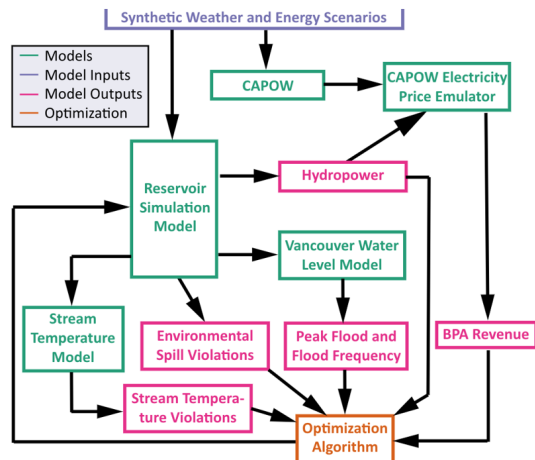 Synthetic Weather and Energy Scenarios
Models
Model Inputs
Model Outputs
Optimization
CAPOW
CAPOW Electricity
Price Emulator
Reservoir
Simulation
Model
Hydropower
Vancouver Water
Level Model
Stream
Temperature
Model
Environmental
Spill Violations
Peak Flood and
Flood Frequency
BPA Revenue
Stream Tempera-
ture Violations
Optimization
Algorithm